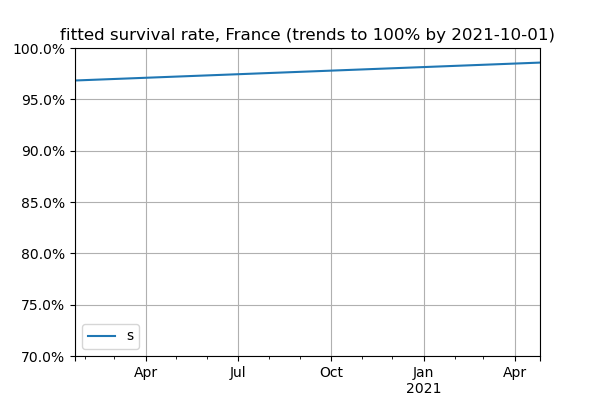 fitted survival rate, France (trends to 100% by 2021-10-01)
100.0%
95.0%
90.0%
85.0%
80.0%
75.0%
70.0%
s
Apr Jul Oct Jan Apr
2021